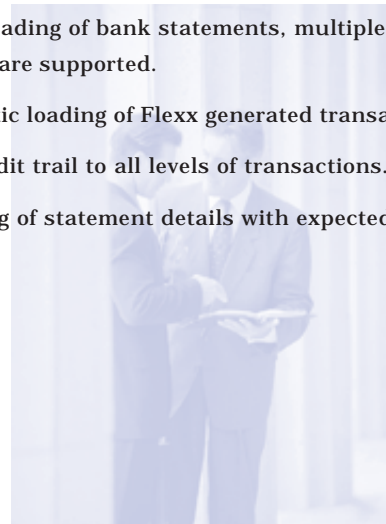 ading of bank statements, multiple
are supported.
ic loading of Flexx generated transa
dit trail to all levels of transactions.
g of statement details with expected